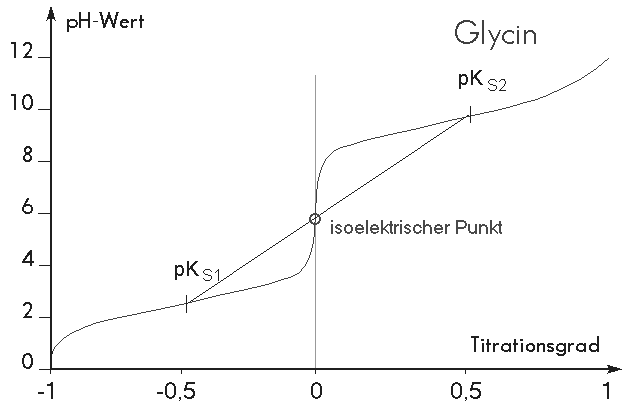 pH-Wert
Glycin
12
pK S2
10
8
6
isoelektrischer Punkt
4
pK S1
2
Titrationsgrad
0
-1 -0,5 0 0,5 1